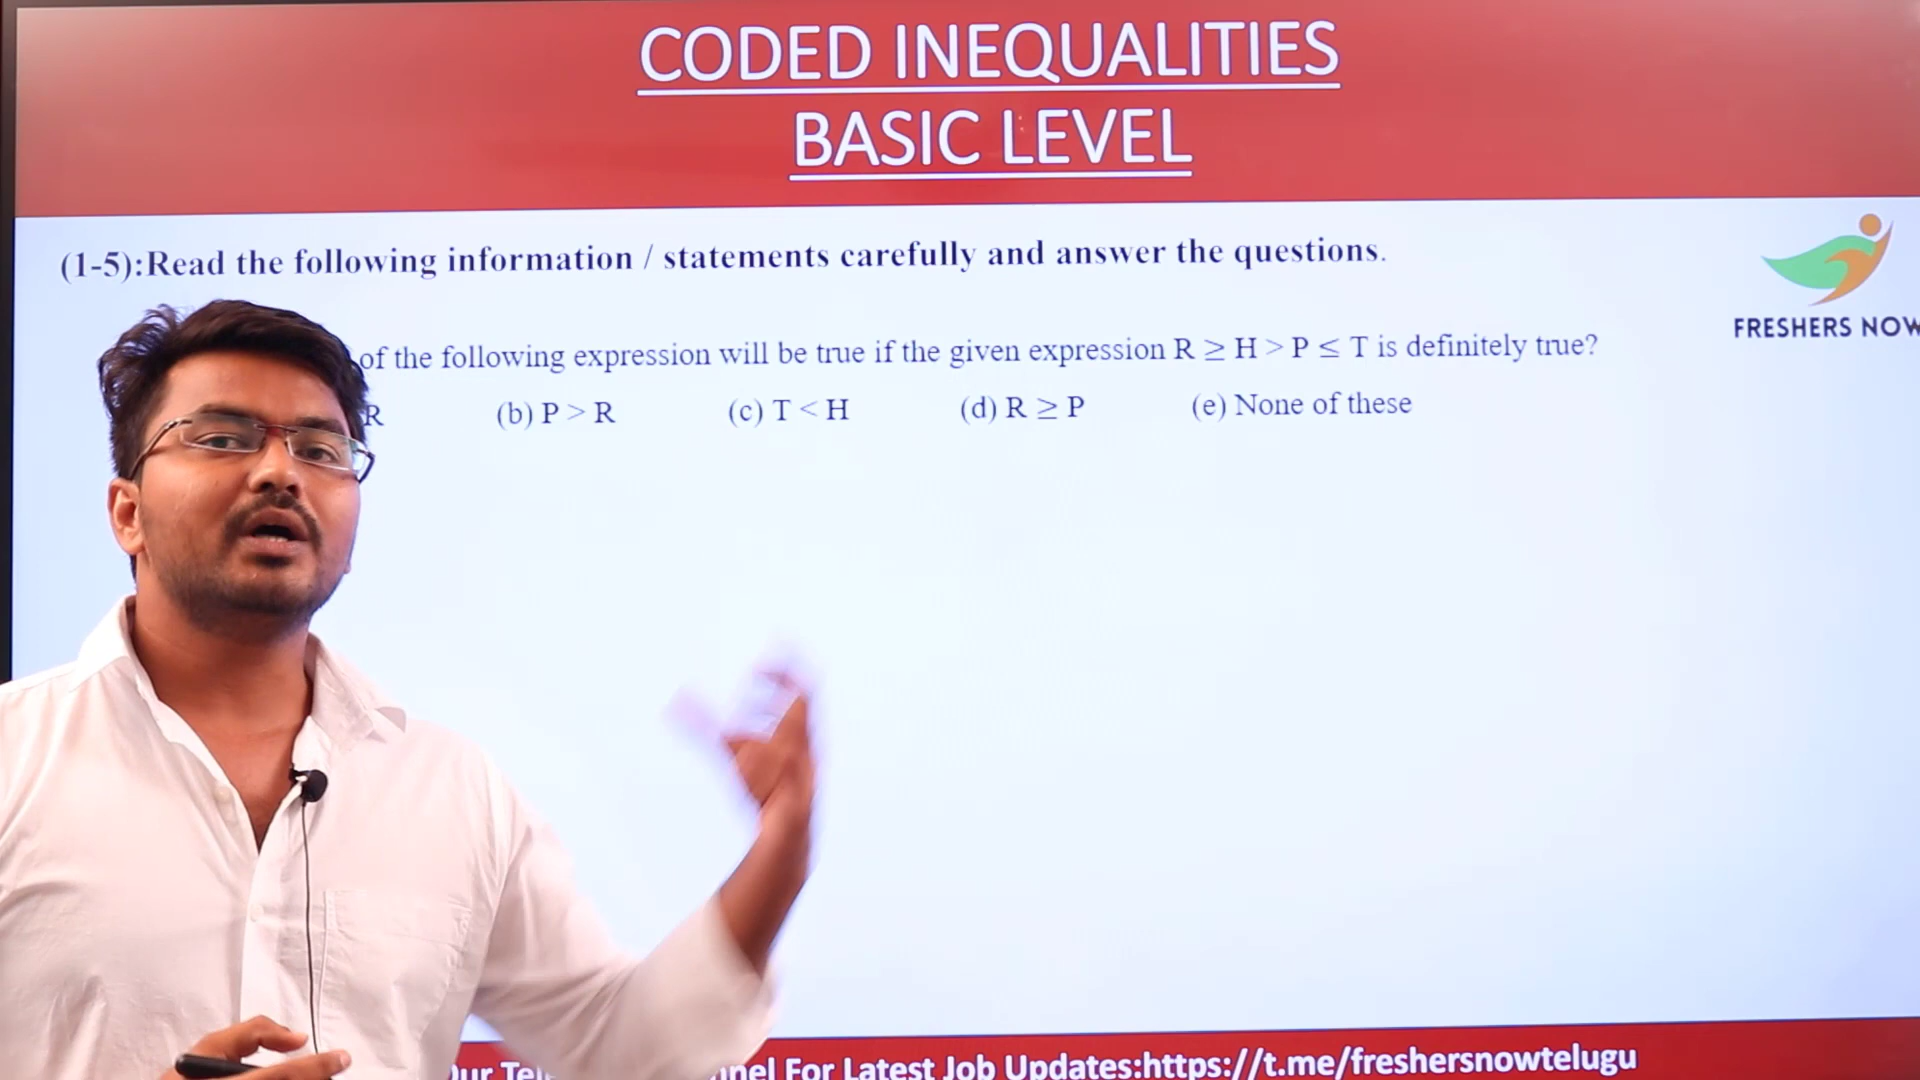 CODED INEQUALITIES
BASIC LEVEL
(1-5):Read the following information / statements carefully and answer the questions.
of the following expression will be true if the given expression R ≥ H > P ≤ T is definitely true?
R (b) P > R (c) T < H (d) R ≥ P (e) None of these
FRESHERS NOW
For Latest Job Updates:https://t.me/freshersnowtelugu